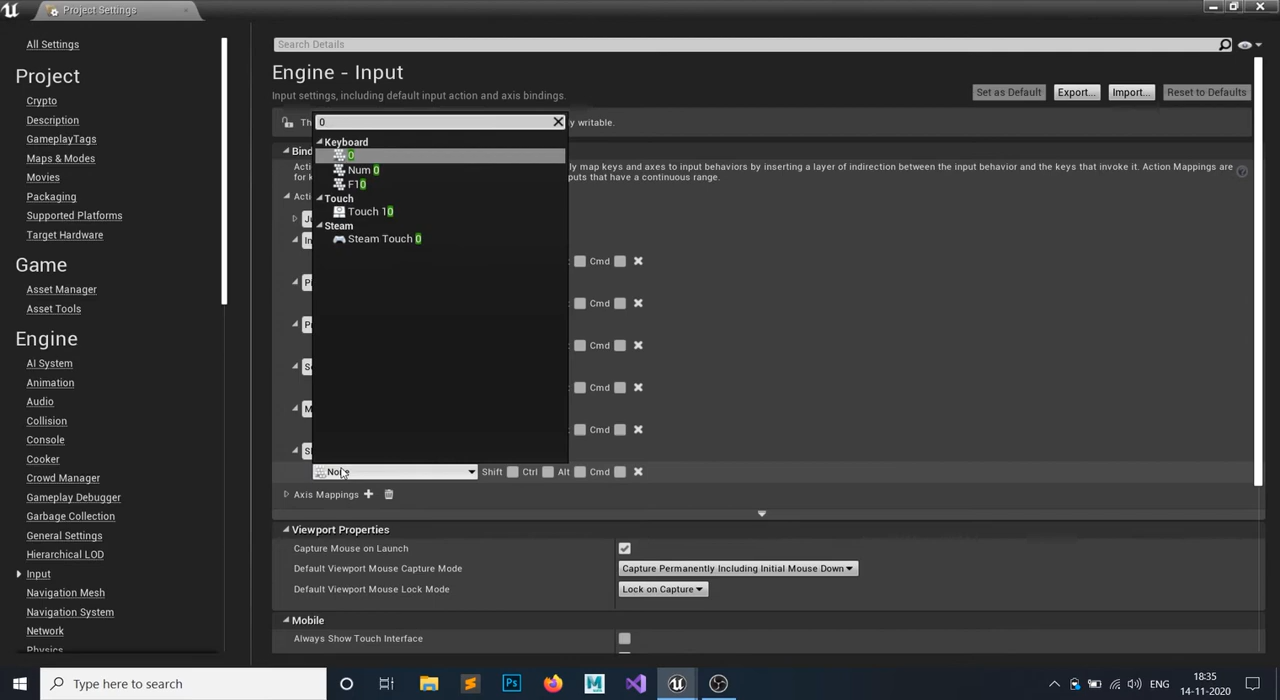 Project Settings
All Settings
Project
Crypto
Description
GameplayTags
Maps & Modes
Movies
Packaging
Supported Platforms
Target Hardware
Game
Asset Manager
Asset Tools
Engine
AI System
Animation
Audio
Collision
Console
Cooker
Crowd Manager
Gameplay Debugger
Garbage Collection
General Settings
Hierarchical LOD
Input
Navigation Mesh
Navigation System
Network
Physics
Search Details
Engine - Input
Input settings, including default input action and axis bindings.
Set as Default Export... Import... Reset to Defaults
Th y writable.
Bind
Ac ly map keys and axes to input behaviors by inserting a layer of indirection between the input behavior and the keys that invoke it. Action Mappings are
for k puts that have a continuous range.
Acti
0
Keyboard
0
Num 0
F10
Touch
Touch 10
Steam
Steam Touch 0
Cmd
Cmd
Cmd
Cmd
Cmd
Shift Ctrl Alt Cmd
Axis Mappings
Viewport Properties
Capture Mouse on Launch
Default Viewport Mouse Capture Mode Capture Permanently Including Initial Mouse Down
Default Viewport Mouse Lock Mode Lock on Capture
Mobile
Always Show Touch Interface
Type here to search
ENG
18:35
14-11-2020